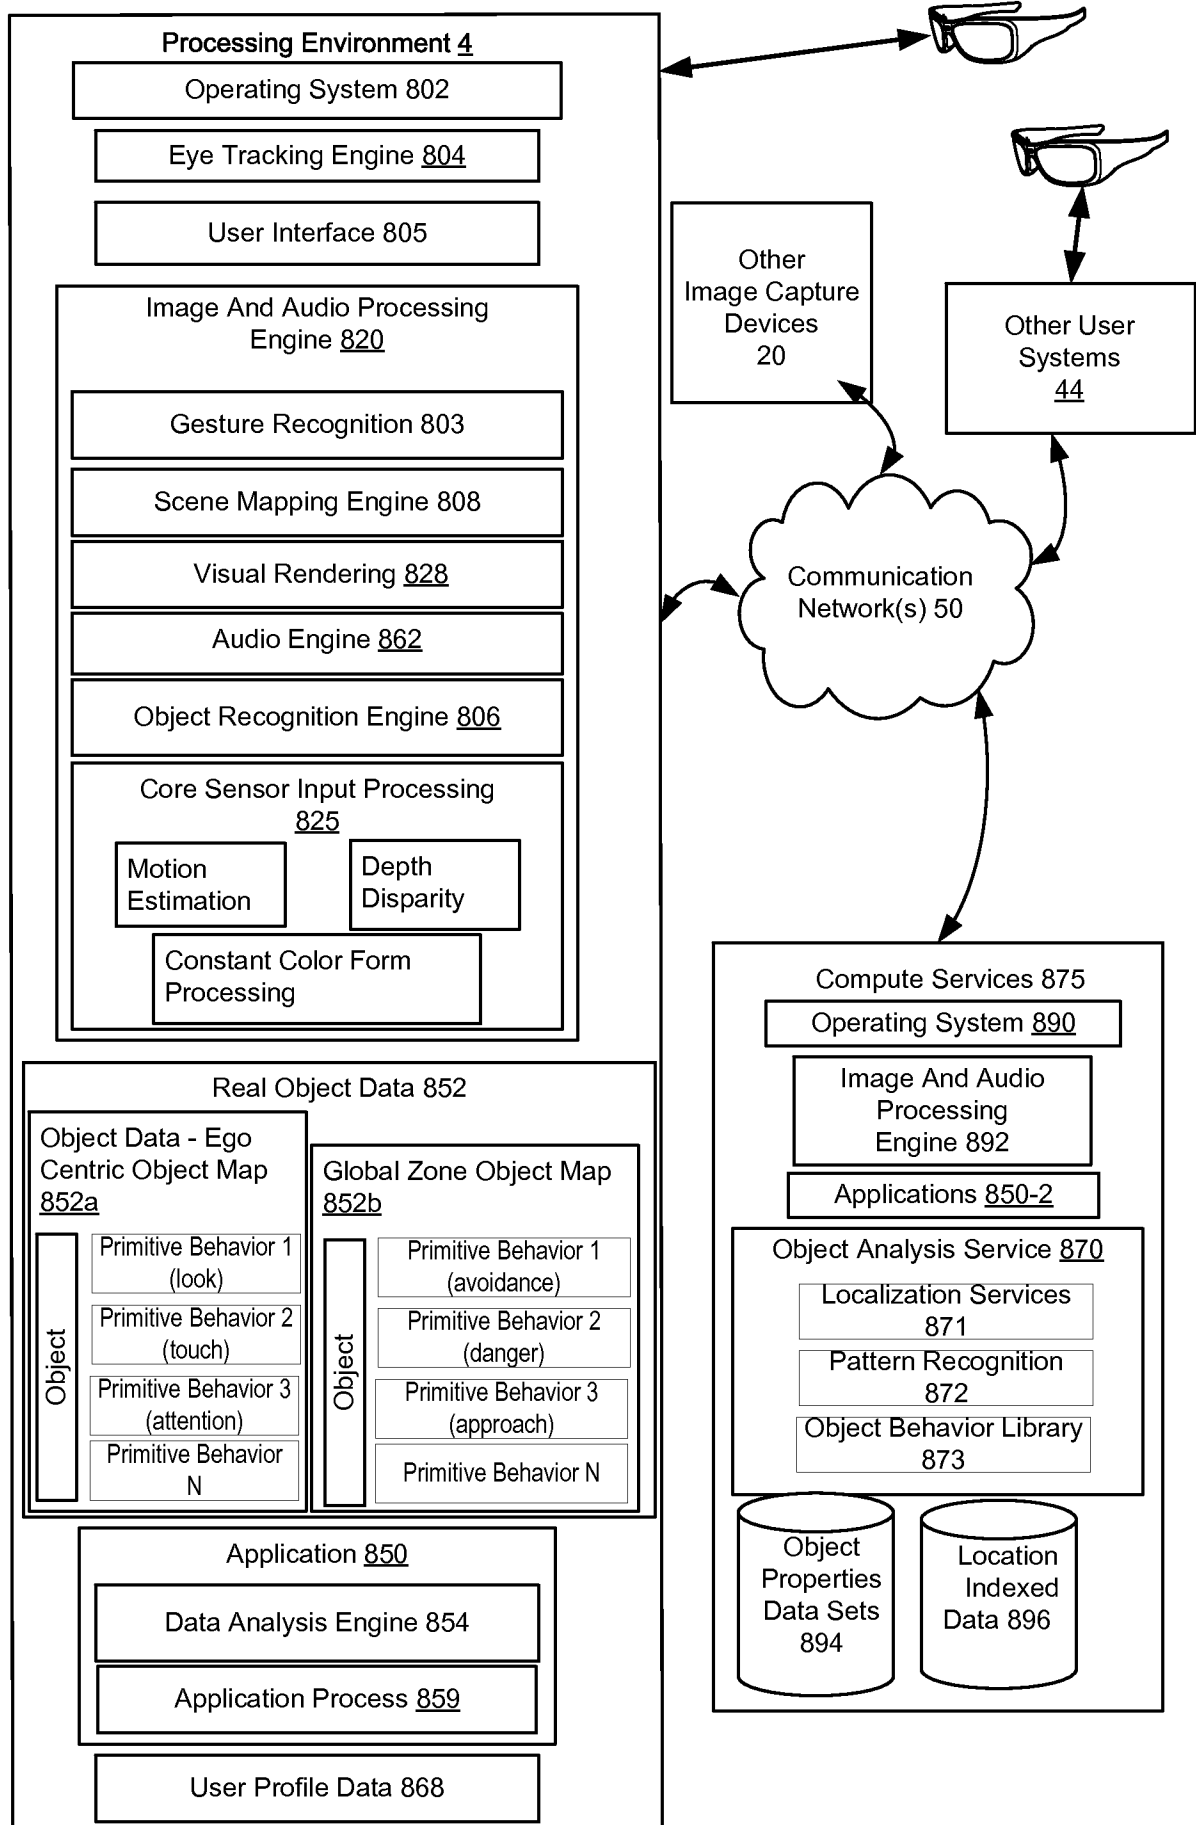 Processing Environment 4
Operating System 802
Eye Tracking Engine 804
User Interface 805
Image And Audio Processing
Engine 820
Gesture Recognition 803
Scene Mapping Engine 808
Visual Rendering 828
Audio Engine 862
Object Recognition Engine 806
Core Sensor Input Processing
825
Motion
Estimation
Depth
Disparity
Constant Color Form
Processing
Real Object Data 852
Object Data - Ego
Centric Object Map
852a
Object
Primitive Behavior 1
(look)
Primitive Behavior 2
(touch)
Primitive Behavior 3
(attention)
Primitive Behavior
N
Global Zone Object Map
852b
Object
Primitive Behavior 1
(avoidance)
Primitive Behavior 2
(danger)
Primitive Behavior 3
(approach)
Primitive Behavior N
Application 850
Data Analysis Engine 854
Application Process 859
User Profile Data 868
Other
Image Capture
Devices
20
Other User
Systems
44
Communication
Network(s) 50
Compute Services 875
Operating System 890
Image And Audio
Processing
Engine 892
Applications 850-2
Object Analysis Service 870
Localization Services
871
Pattern Recognition
872
Object Behavior Library
873
Object
Properties
Data Sets
894
Location
Indexed
Data 896